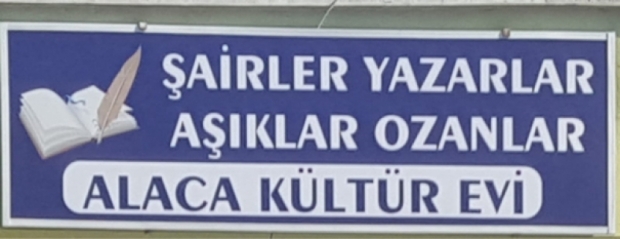 ŞAİRLER YAZARLAR
AŞIKLAR OZANLAR
ALACA KÜLTÜR EVİ